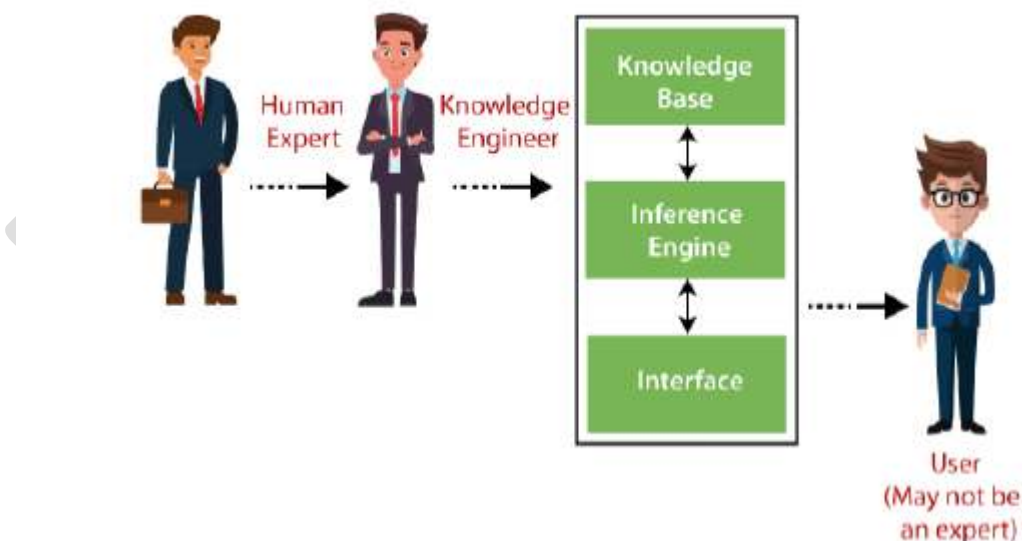 Human
Expert
Knowledge
Engineer
Knowledge
Base
Inference
Engine
Interface
User
(May not be
an expert)